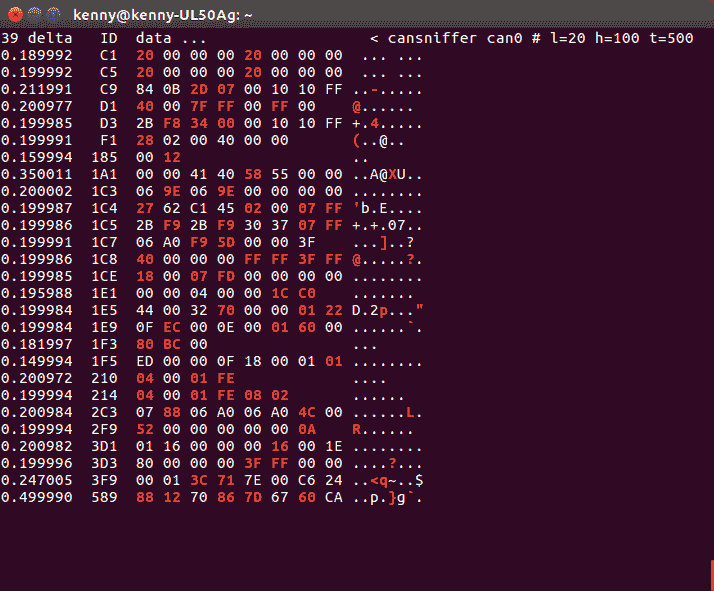 kenny@kenny-UL50Ag: ~
39 delta   ID  data ...                    < cansniffer can0 # l=20 h=100 t=500
0.189992   C1  20 00 00 00 20 00 00 00   ... ...
0.199992   C5  20 00 00 00 20 00 00 00   ... ...
0.211991   C9  84 0B 2D 07 00 10 10 FF ..-.....
0.200977   D1  40 00 7F FF 00 FF 00    @......
0.199985   D3  2B F8 34 00 00 10 10 FF +.4.....
0.199991   F1  28 02 00 40 00 00       (..@..
0.159994  185  00 12                   ..
0.350011  1A1  00 00 41 40 58 55 00 00 ..A@XU..
0.200002  1C3  06 9E 06 9E 00 00 00 00 ........
0.199987  1C4  27 62 C1 45 02 00 07 FF 'b.E....
0.199986  1C5  2B F9 2B F9 30 37 07 FF +.+.07..
0.199991  1C7  06 A0 F9 5D 00 00 3F    ...]..?
0.199986  1C8  40 00 00 00 FF FF 3F FF @.....?.
0.199985  1CE  18 00 07 FD 00 00 00 00 ........
0.195988  1E1  00 00 04 00 00 1C C0    .......
0.199984  1E5  44 00 32 70 00 00 01 22 D.2p..."
0.199984  1E9  0F EC 00 0E 00 01 60 00 ......`.
0.181997  1F3  80 BC 00                ...
0.149994  1F5  ED 00 00 0F 18 00 01 01 ........
0.200972  210  04 00 01 FE             ....
0.199994  214  04 00 01 FE 08 02       ......
0.200984  2C3  07 88 06 A0 06 A0 4C 00 ......L.
0.199994  2F9  52 00 00 00 00 00 0A    R......
0.200982  3D1  01 16 00 00 00 16 00 1E ........
0.199996  3D3  80 00 00 00 3F FF 00 00 ....?...
0.247005  3F9  00 01 3C 71 7E 00 C6 24 ..<q~..$
0.499990  589  88 12 70 86 7D 67 60 CA ..p.}g`.